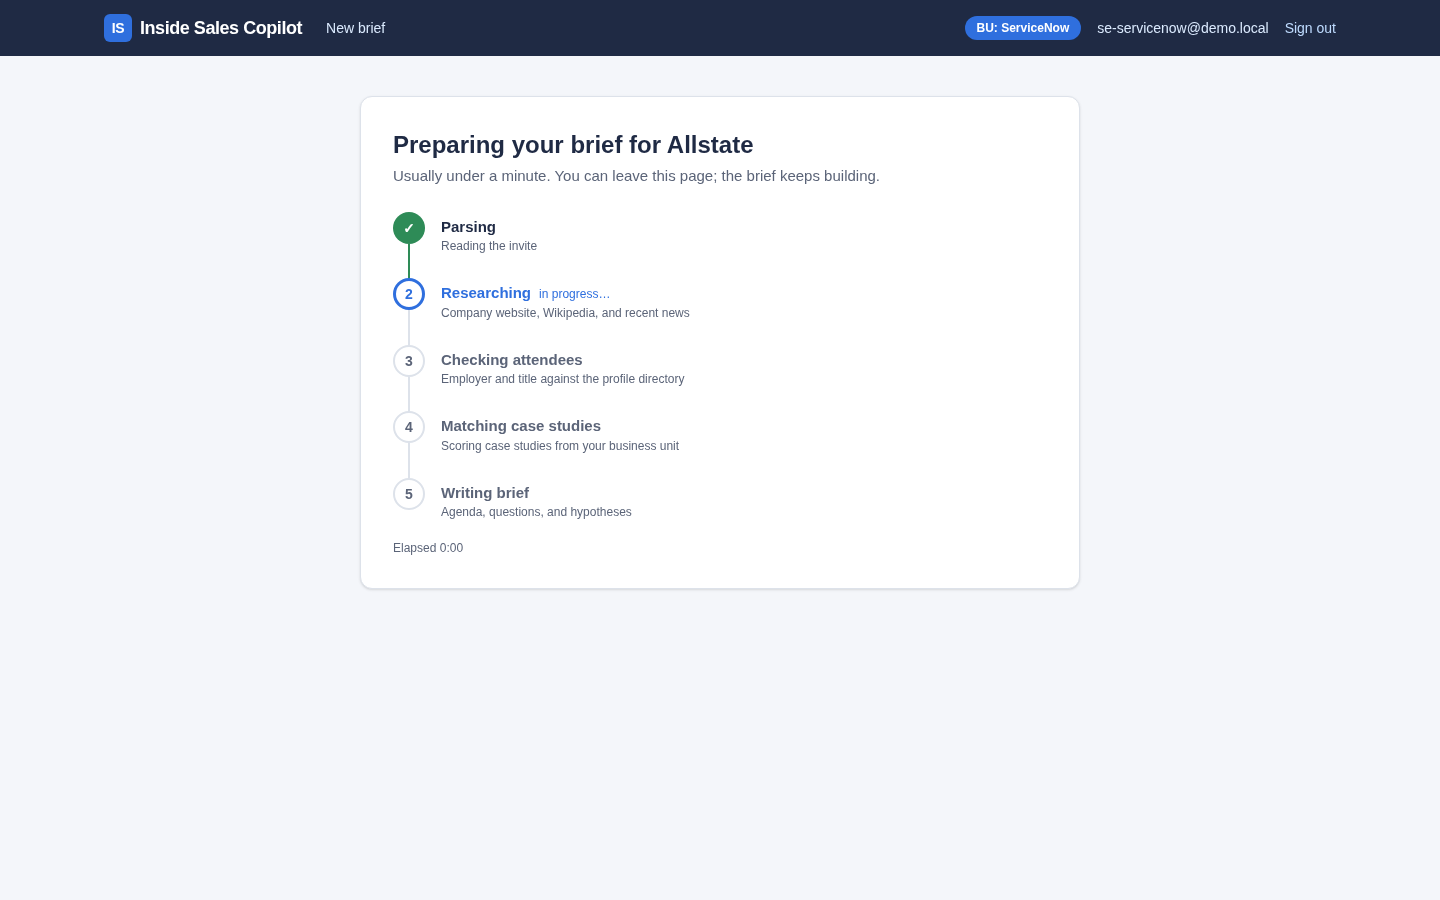 IS Inside Sales Copilot New brief BU: ServiceNow se-servicenow@demo.local Sign out
Preparing your brief for Allstate
Usually under a minute. You can leave this page; the brief keeps building.
✓ Parsing
Reading the invite
2 Researching in progress…
Company website, Wikipedia, and recent news
3 Checking attendees
Employer and title against the profile directory
4 Matching case studies
Scoring case studies from your business unit
5 Writing brief
Agenda, questions, and hypotheses
Elapsed 0:00